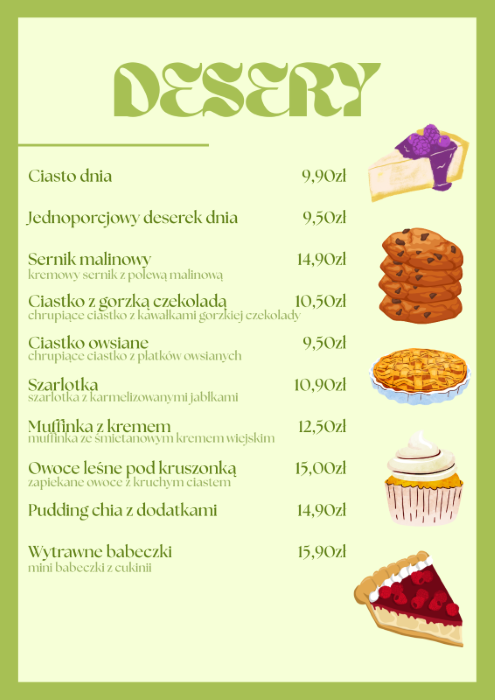 DESERY
Ciasto dnia 9,90zł
Jednoporcjowy deserek dnia 9,50zł
Sernik malinowy 14,90zł
kremowy sernik z polewą malinową
Ciastko z gorzką czekoladą 10,50zł
chrupiące ciastko z kawałkami gorzkiej czekolady
Ciastko owsiane 9,50zł
chrupiące ciastko z płatków owsianych
Szarlotka 10,90zł
szarlotka z karmelizowanymi jabłkami
Muffinka z kremem 12,50zł
muffinka ze śmietanowym kremem wiejskim
Owoce leśne pod kruszonką 15,00zł
zapiekane owoce z kruchym ciastem
Pudding chia z dodatkami 14,90zł
Wytrawne babeczki 15,90zł
mini babeczki z cukinii